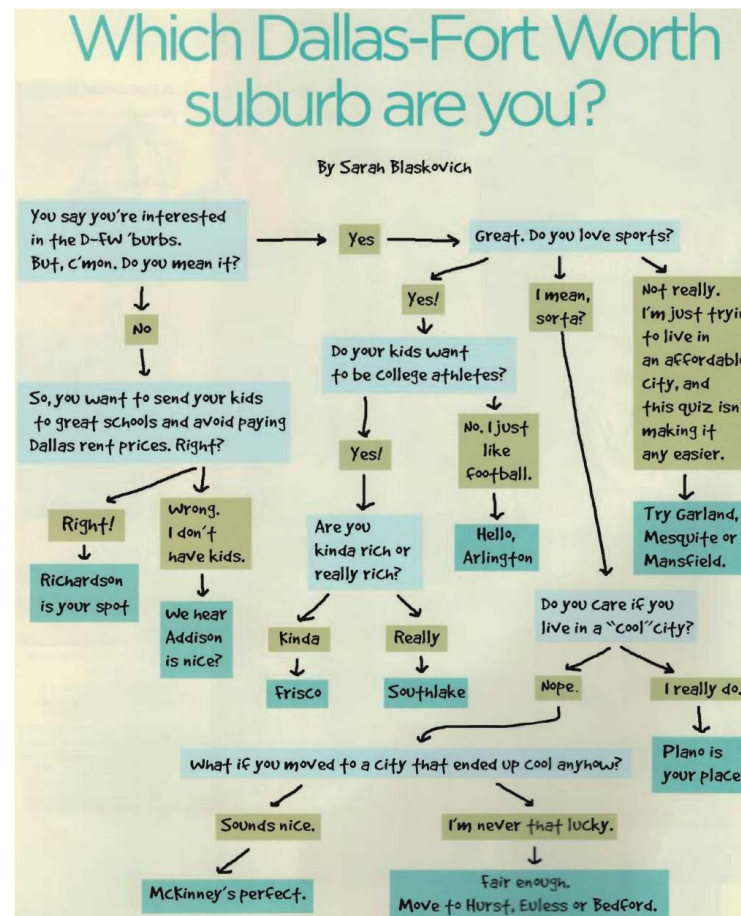 Which Dallas-Fort Worth
suburb are you?
By Sarah Blaskovich
You say you're interested
in the D-FW 'burbs.
But, c'mon. Do you mean it?
Yes
Great. Do you love sports?
No
Yes!
I mean,
sorta?
Not really.
I'm just tryin
to live in
an affordable
city, and
this quiz isn'
making it
any easier.
Do your kids want
to be college athletes?
So, you want to send your kids
to great schools and avoid paying
Dallas rent prices. Right?
Yes!
No. I just
like
football.
Right!
Wrong.
I don't
have kids.
Are you
kinda rich or
really rich?
Hello,
Arlington
Try Garland,
Mesquite or
Mansfield.
Richardson
is your spot
We hear
Addison
is nice?
Do you care if you
live in a "cool" city?
Kinda
Really
Frisco
Southlake
Nope.
I really do.
Plano is
your place
What if you moved to a city that ended up cool anyhow?
Sounds nice.
I'm never that lucky.
McKinney's perfect.
Fair enough.
Move to Hurst, Euless or Bedford.